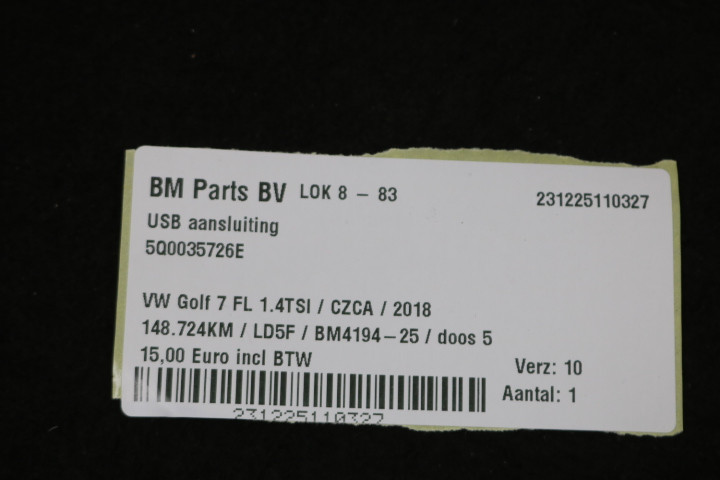 BM Parts BV LOK 8 – 83 231225110327
USB aansluiting
5Q0035726E
VW Golf 7 FL 1.4TSI / CZCA / 2018
148.724KM / LD5F / BM4194–25 / doos 5
15,00 Euro incl BTW Verz: 10
Aantal: 1
231225110327